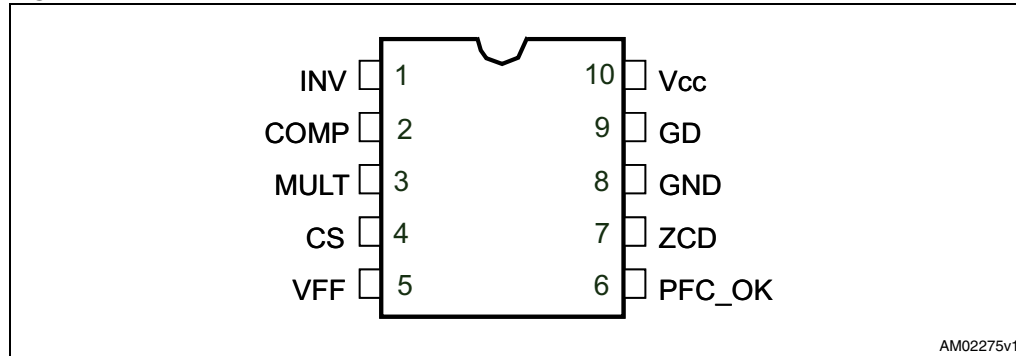 INV 1 10 Vcc
COMP 2 9 GD
MULT 3 8 GND
CS 4 7 ZCD
VFF 5 6 PFC_OK
AM02275v1